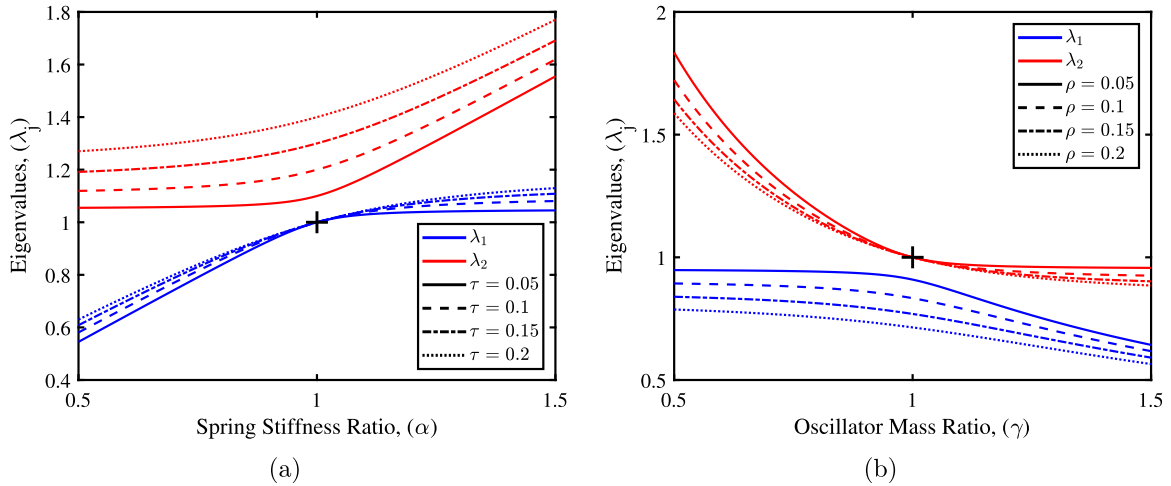 1.8
1.6
1.4
1.2
1
0.8
0.6
0.4
0.5
1
1.5
Eigenvalues, (λj)
Spring Stiffness Ratio, (α)
λ1
λ2
τ = 0.05
τ = 0.1
τ = 0.15
τ = 0.2
(a)
2
1.5
1
0.5
0.5
1
1.5
Eigenvalues, (λj)
Oscillator Mass Ratio, (γ)
λ1
λ2
ρ = 0.05
ρ = 0.1
ρ = 0.15
ρ = 0.2
(b)